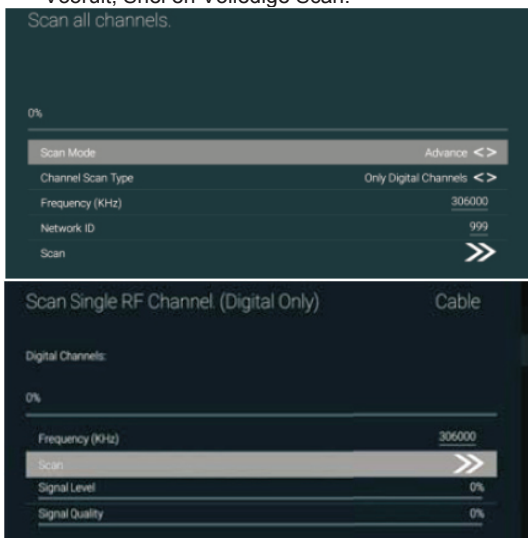 Vooruit, Snel en Volledige Scan.
Scan all channels.
0%
Scan Mode Advance <>
Channel Scan Type Only Digital Channels <>
Frequency (KHz) 306000
Network ID 999
Scan
Scan Single RF Channel. (Digital Only) Cable
Digital Channels:
0%
Frequency (KHz) 306000
Scan
Signal Level 0%
Signal Quality 0%